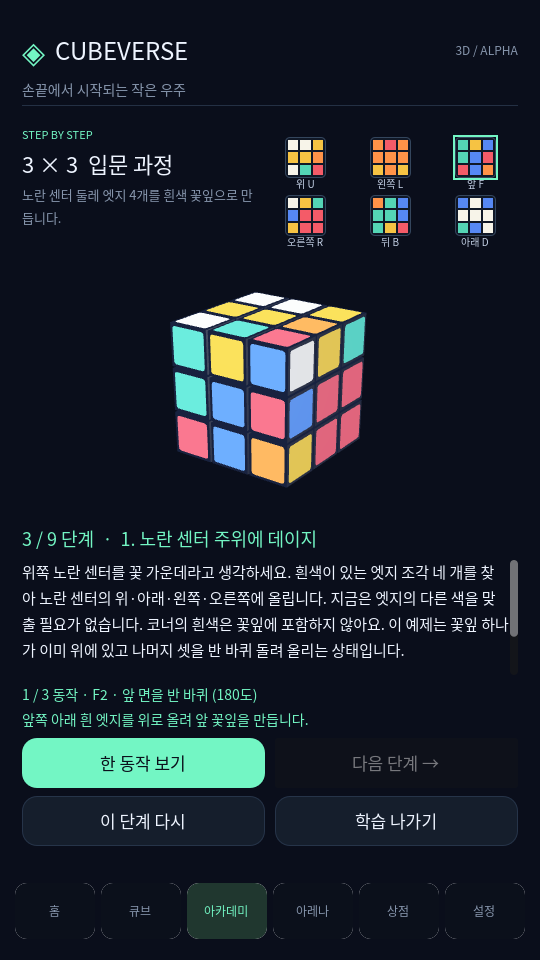 CUBEVERSE
3D / ALPHA
손끝에서 시작되는 작은 우주
STEP BY STEP
3 × 3 입문 과정
노란 센터 둘레 엣지 4개를 흰색 꽃잎으로 만
듭니다.
위 U
왼쪽 L
앞 F
오른쪽 R
뒤 B
아래 D
3 / 9 단계 · 1. 노란 센터 주위에 데이지
위쪽 노란 센터를 꽃 가운데라고 생각하세요. 흰색이 있는 엣지 조각 네 개를 찾
아 노란 센터의 위·아래·왼쪽·오른쪽에 올립니다. 지금은 엣지의 다른 색을 맞
출 필요가 없습니다. 코너의 흰색은 꽃잎에 포함하지 않아요. 이 예제는 꽃잎 하나
가 이미 위에 있고 나머지 셋을 반 바퀴 돌려 올리는 상태입니다.
1 / 3 동작 · F2 · 앞 면을 반 바퀴 (180도)
앞쪽 아래 흰 엣지를 위로 올려 앞 꽃잎을 만듭니다.
한 동작 보기
다음 단계 →
이 단계 다시
학습 나가기
홈
큐브
아카데미
아레나
상점
설정